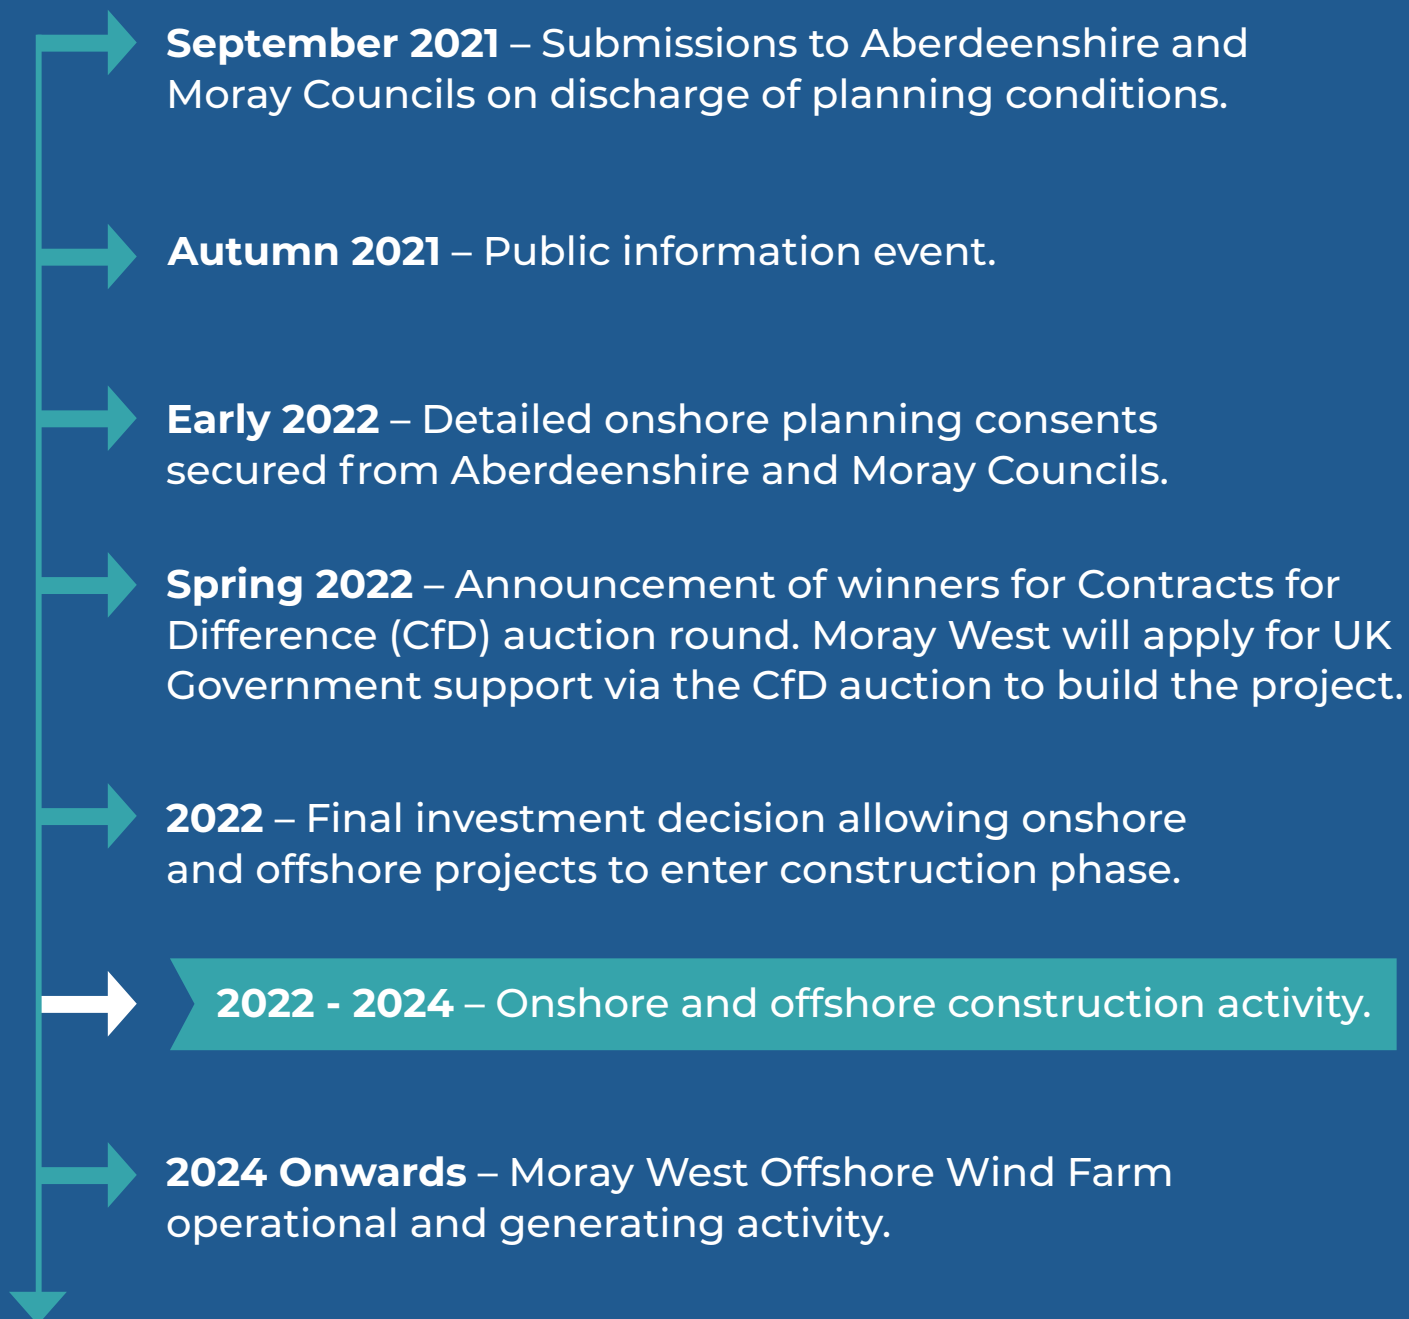 September 2021 – Submissions to Aberdeenshire and
Moray Councils on discharge of planning conditions.
Autumn 2021 – Public information event.
Early 2022 – Detailed onshore planning consents
secured from Aberdeenshire and Moray Councils.
Spring 2022 – Announcement of winners for Contracts for
Difference (CfD) auction round. Moray West will apply for UK
Government support via the CfD auction to build the project.
2022 – Final investment decision allowing onshore
and offshore projects to enter construction phase.
2022 - 2024 – Onshore and offshore construction activity.
2024 Onwards – Moray West Offshore Wind Farm
operational and generating activity.